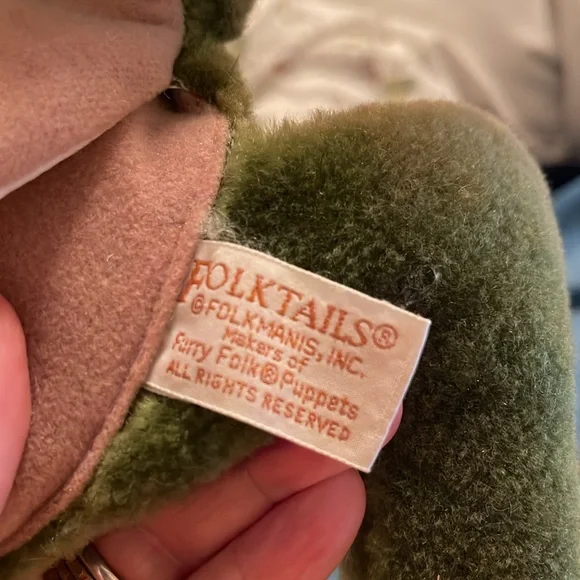 FOLKTAILS®
©FOLKMANIS, INC.
Makers of
Furry Folk® Puppets
ALL RIGHTS RESERVED